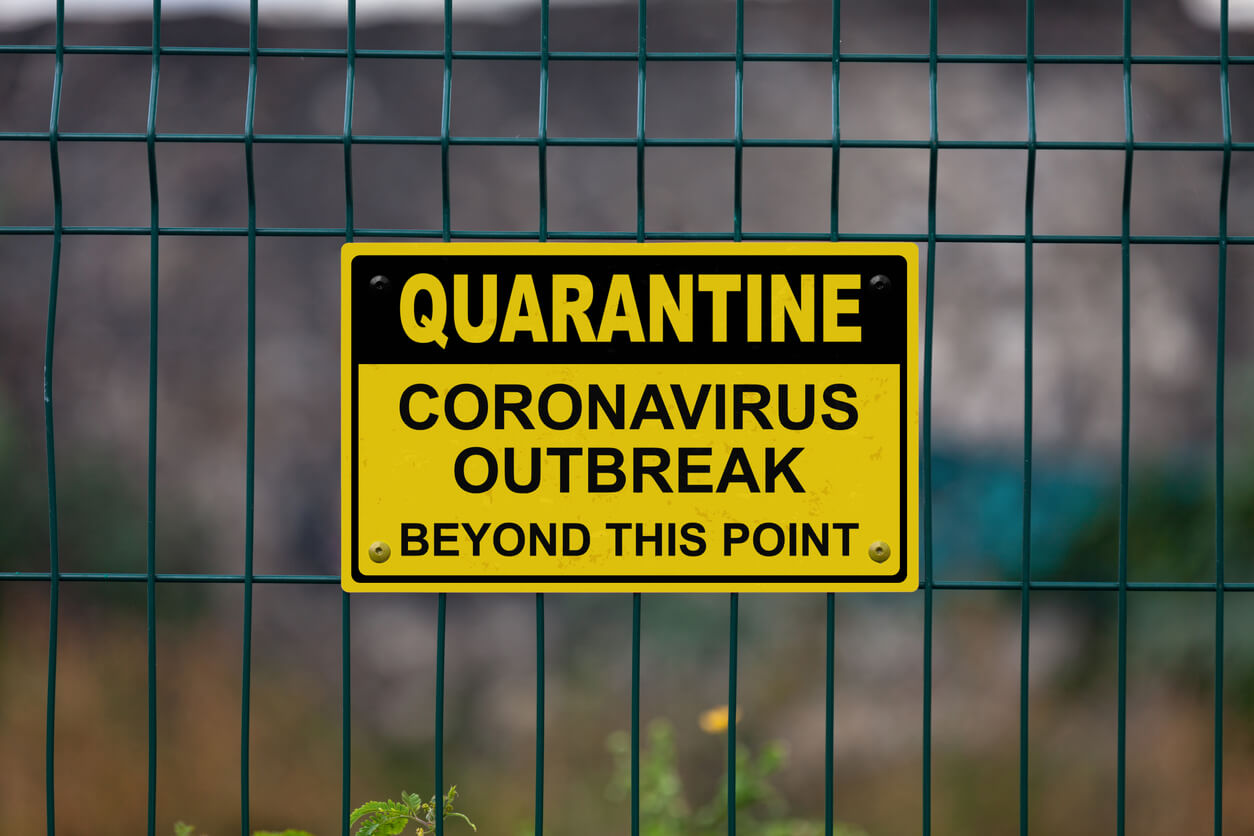 QUARANTINE
CORONAVIRUS
OUTBREAK
BEYOND THIS POINT